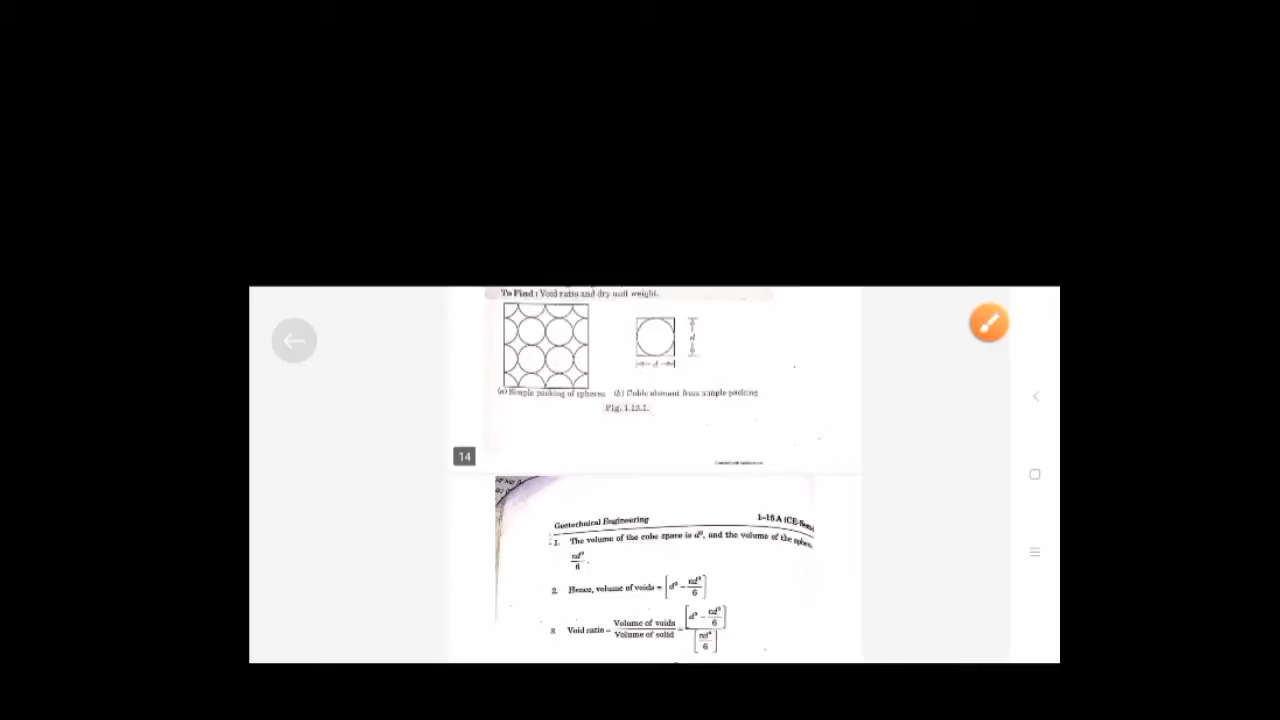 To Find : Void ratio and dry unit weight.
d
d
(a) Simple packing of spheres (b) Cubic element from simple packing
Fig. 1.13.1.
14
Geotechnical Engineering
1–15 A (CE-Sem
1. The volume of the cube space is d³, and the volume of the sphere,
πd³
6 .
2. Hence, volume of voids = [d³ − πd³/6]
3. Void ratio = Volume of voids / Volume of solid = [d³ − πd³/6] / [πd³/6]